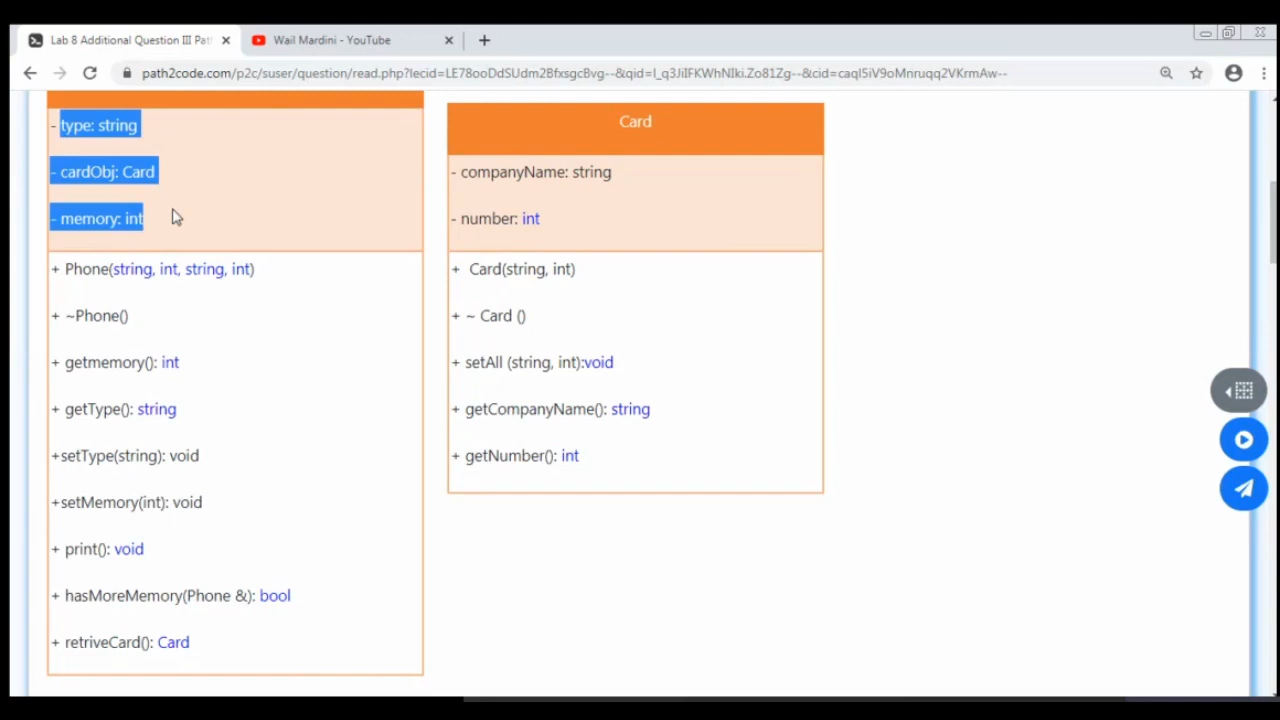 Lab 8 Additional Question III Pat
Wail Mardini - YouTube
path2code.com/p2c/suser/question/read.php?lecid=LE78ooDdSUdm2BfxsgcBvg--&qid=l_q3JiIFKWhNIki.Zo81Zg--&cid=caqI5iV9oMnruqq2VKrmAw--
- type: string
- cardObj: Card
- memory: int
+ Phone(string, int, string, int)
+ ~Phone()
+ getmemory(): int
+ getType(): string
+setType(string): void
+setMemory(int): void
+ print(): void
+ hasMoreMemory(Phone &): bool
+ retriveCard(): Card
Card
- companyName: string
- number: int
+ Card(string, int)
+ ~ Card ()
+ setAll (string, int):void
+ getCompanyName(): string
+ getNumber(): int